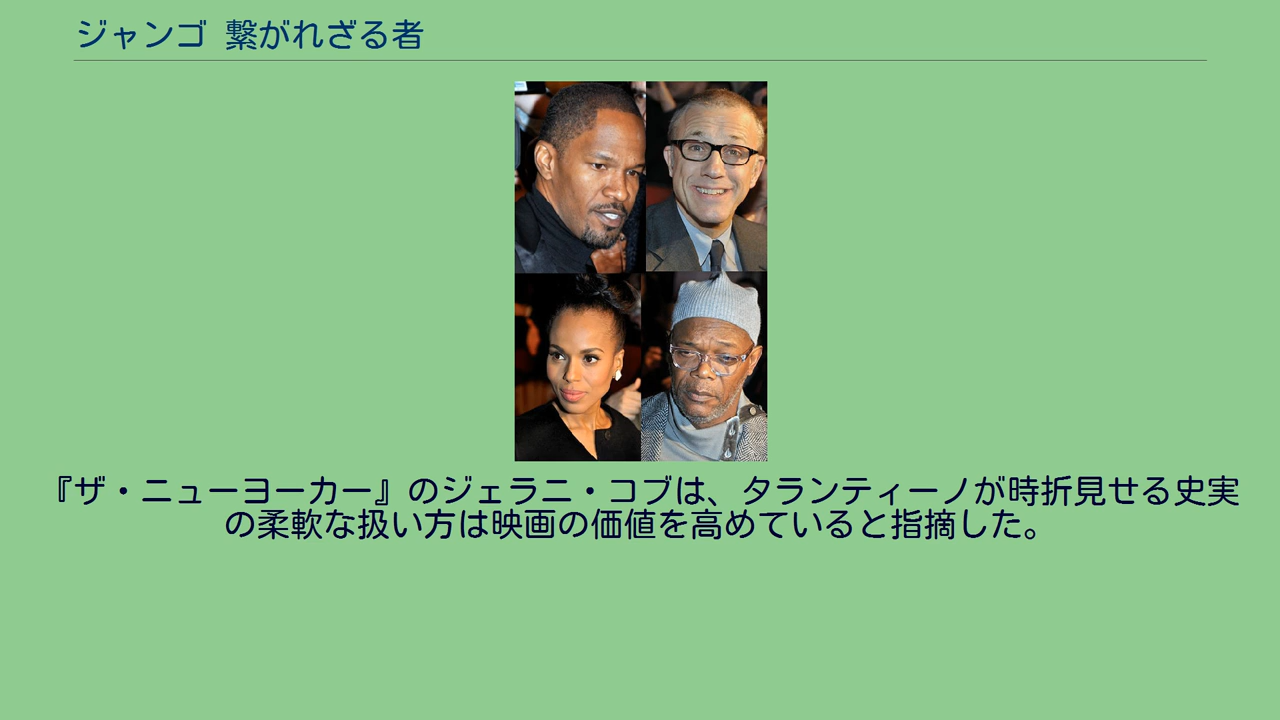 ジャンゴ 繋がれざる者
『ザ・ニューヨーカー』のジェラニ・コブは、タランティーノが時折見せる史実
の柔軟な扱い方は映画の価値を高めていると指摘した。